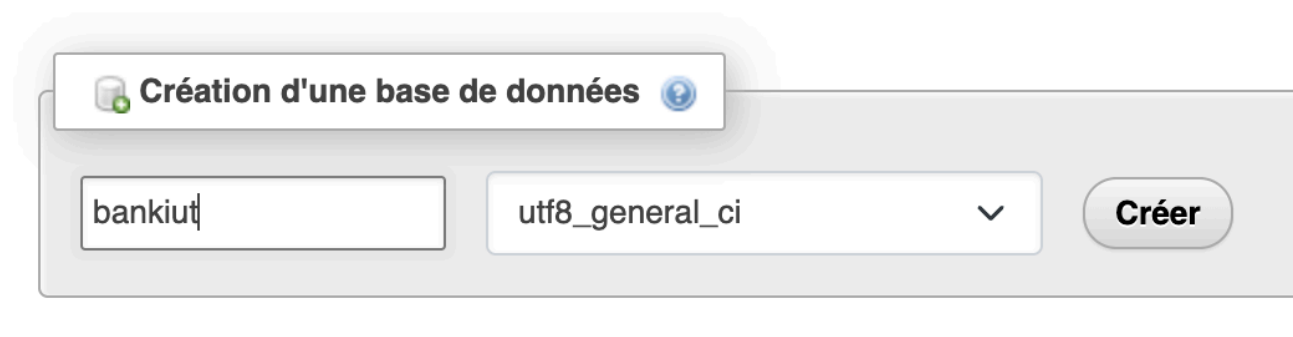 Création d'une base de données
bankiut
utf8_general_ci
Créer